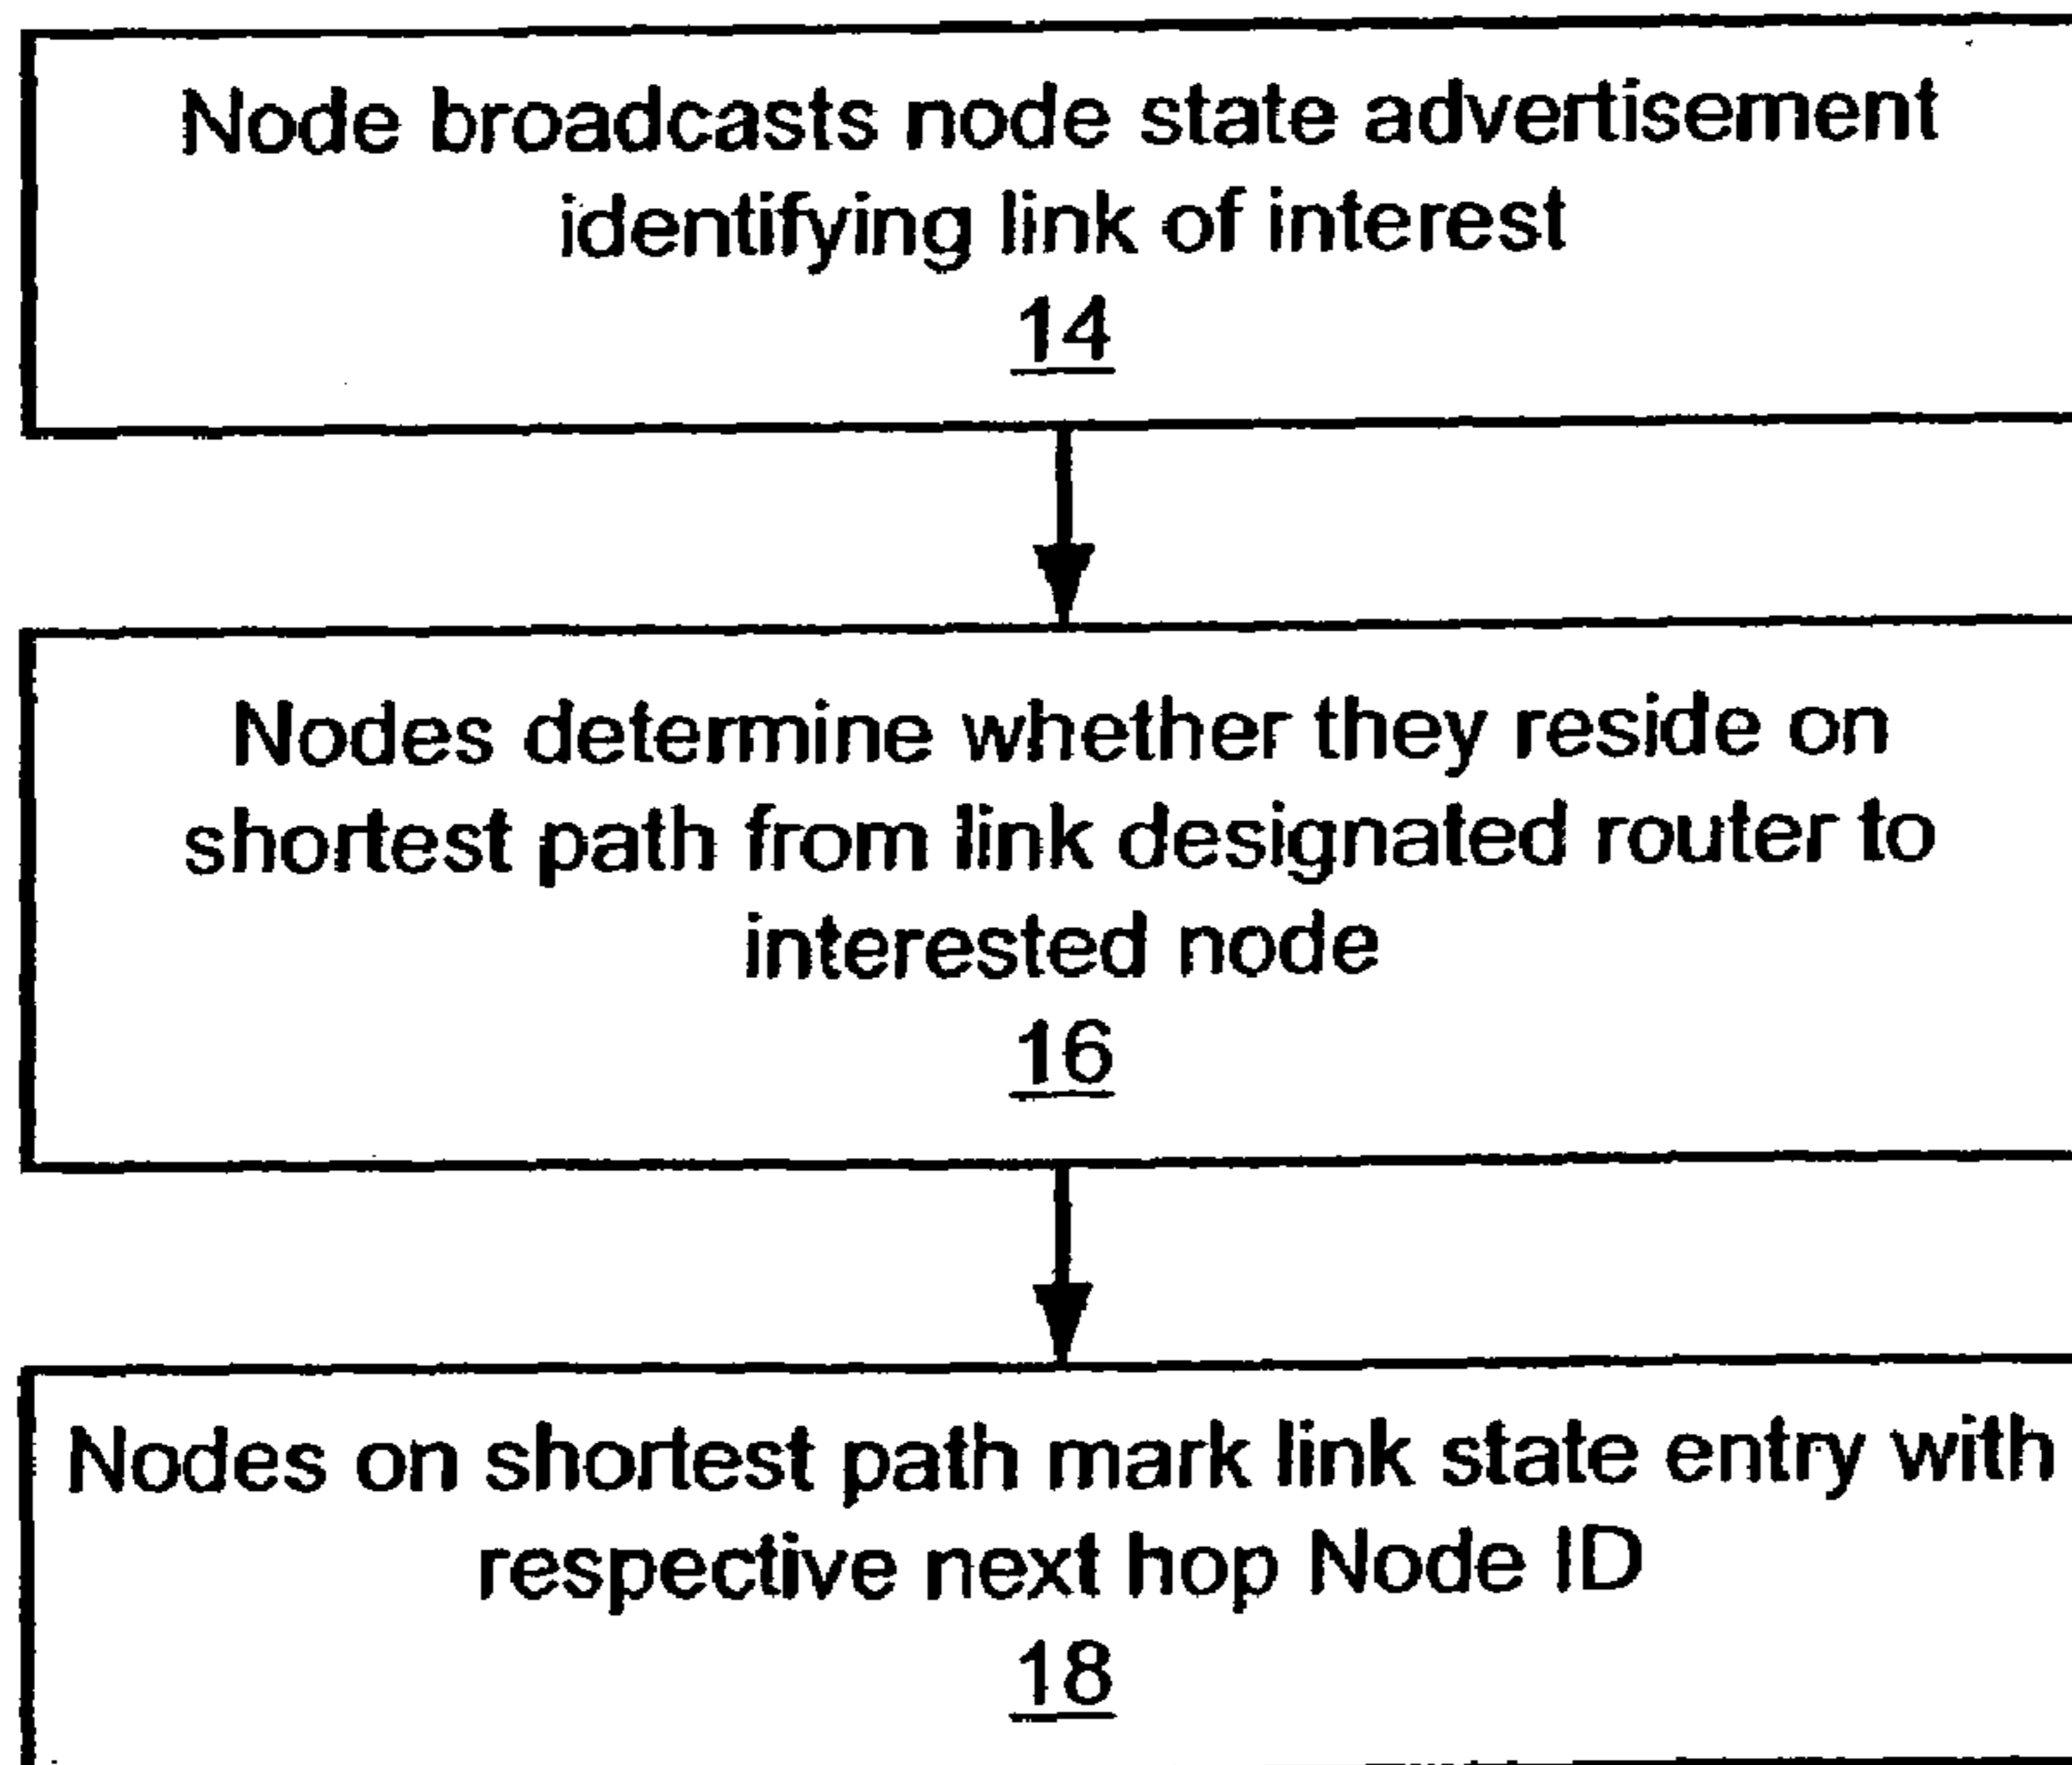 Node broadcasts node state advertisement
identifying link of interest
14
Nodes determine whether they reside on
shortest path from link designated router to
interested node
16
Nodes on shortest path mark link state entry with
respective next hop Node ID
18